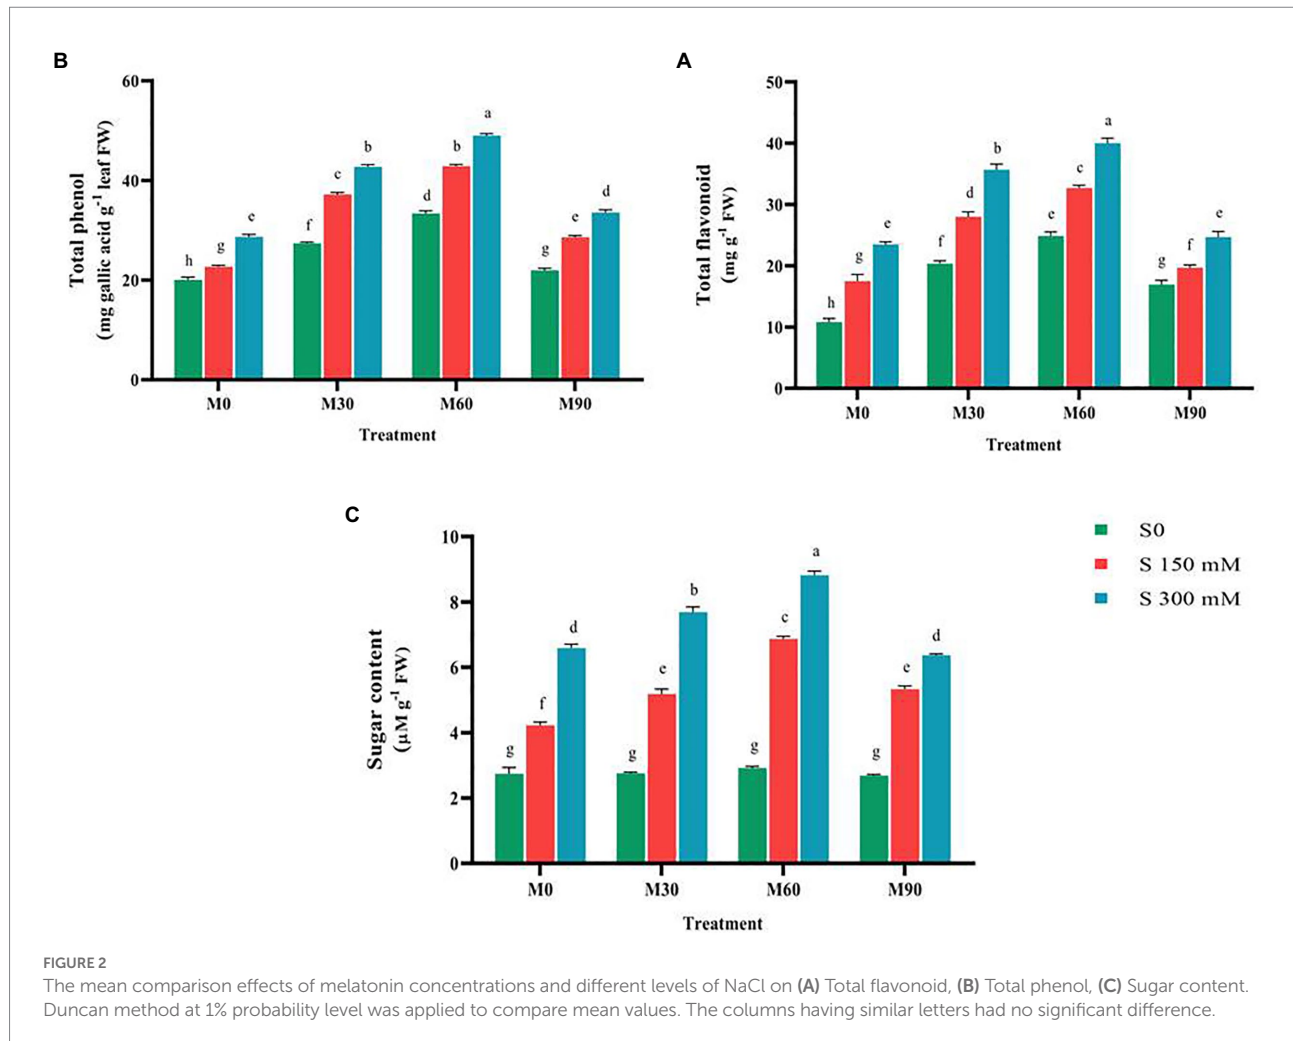 B
Total phenol
(mg gallic acid g-1 leaf FW)
60
40
20
0
h g e
f c b
d b a
g e d
M0 M30 M60 M90
Treatment
A
Total flavonoid
(mg g-1 FW)
50
40
30
20
10
0
h g e
f d b
e c a
g f e
M0 M30 M60 M90
Treatment
C
Sugar content
(μM g-1 FW)
10
8
6
4
2
0
g f d
g e b
g c a
g e d
M0 M30 M60 M90
Treatment
S0
S 150 mM
S 300 mM
FIGURE 2
The mean comparison effects of melatonin concentrations and different levels of NaCl on (A) Total flavonoid, (B) Total phenol, (C) Sugar content.
Duncan method at 1% probability level was applied to compare mean values. The columns having similar letters had no significant difference.